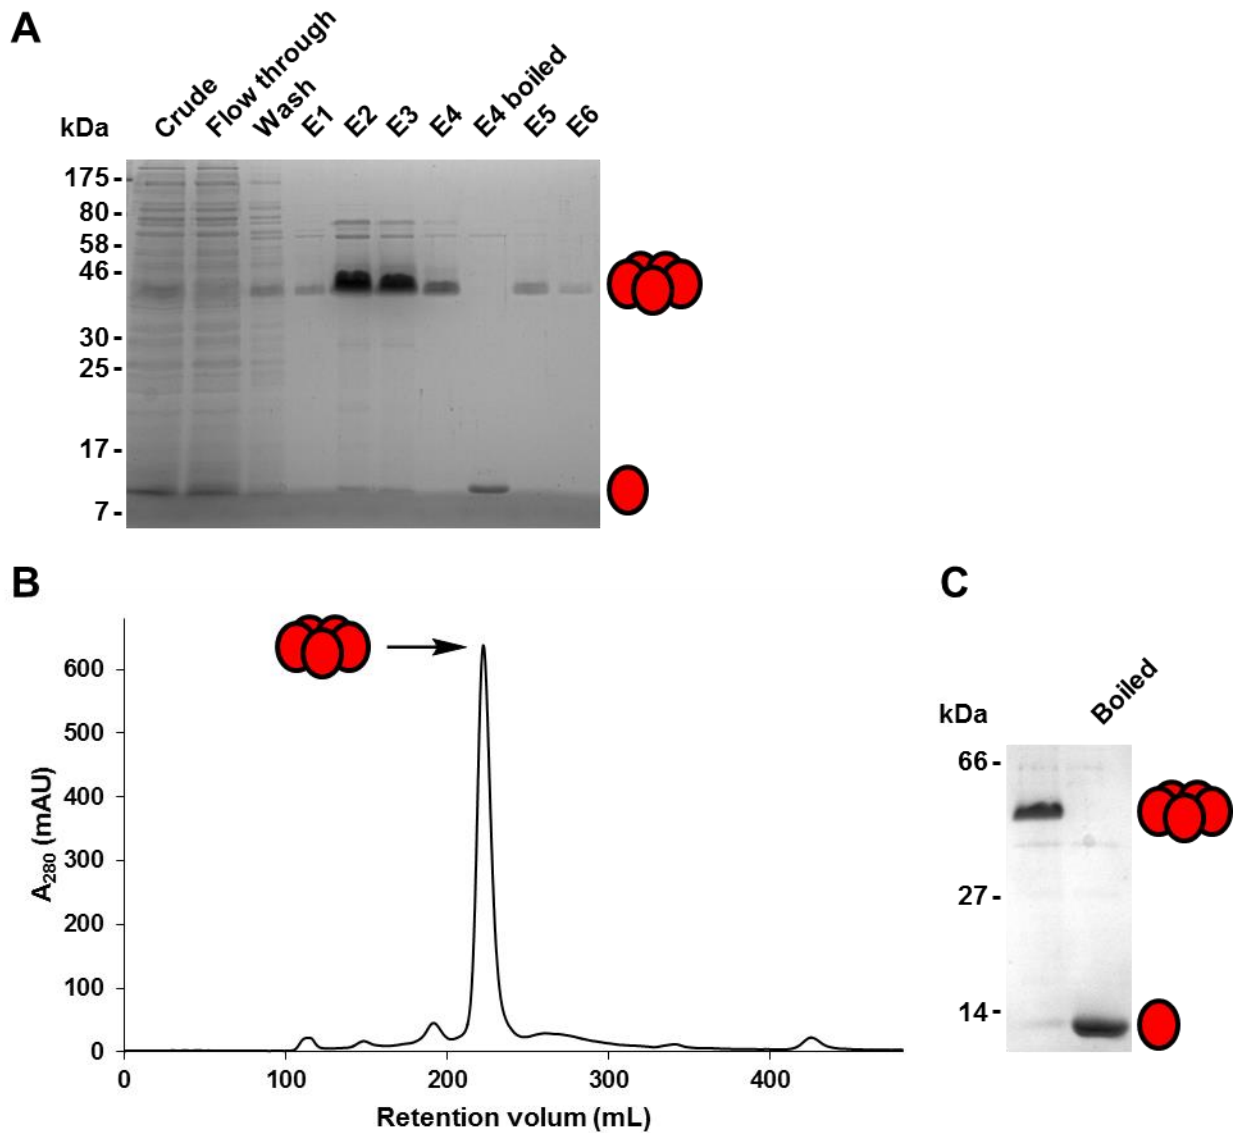 A
Crude
Flow through
Wash
E1
E2
E3
E4
E4 boiled
E5
E6
kDa
175-
80-
58-
46-
30-
25-
17-
7-
B
600
500
400
300
200
100
0
A280 (mAU)
0 100 200 300 400
Retention volum (mL)
C
Boiled
kDa
66-
27-
14-